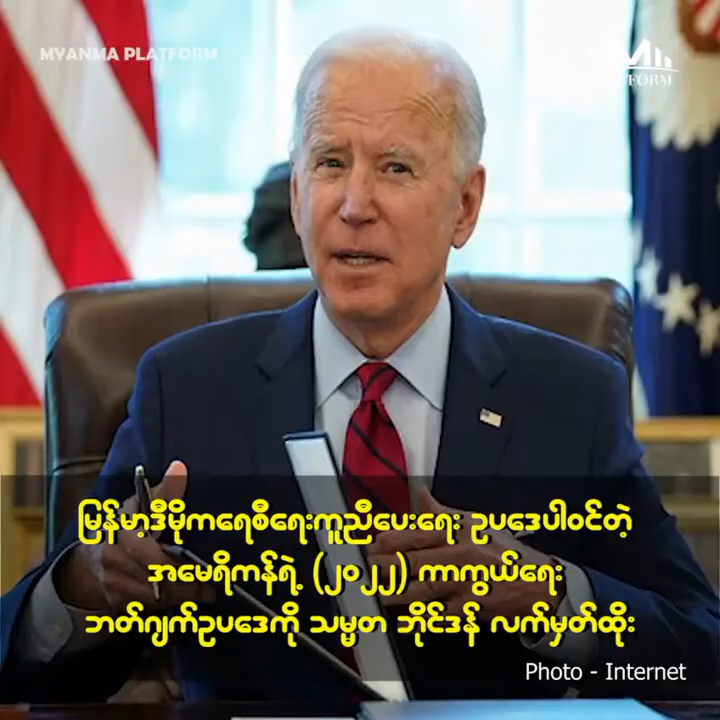 MYANMA PLATFORM
FORM
မြန်မာ့ဒီမိုကရေစီရေးကူညီပေးရေး ဥပဒေပါဝင်တဲ့
အမေရိကန်ရဲ့ (၂၀၂၂) ကာကွယ်ရေး
ဘတ်ဂျက်ဥပဒေကို သမ္မတ ဘိုင်ဒန် လက်မှတ်ထိုး
Photo - Internet